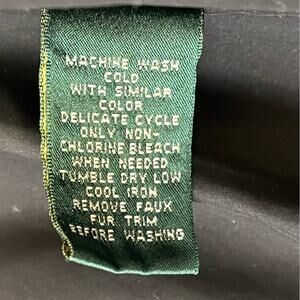 MACHINE WASH
COLD
WITH SIMILAR
COLOR
DELICATE CYCLE
ONLY NON-
CHLORINE BLEACH
WHEN NEEDED
TUMBLE DRY LOW
COOL IRON
REMOVE FAUX
FUR TRIM
BEFORE WASHING